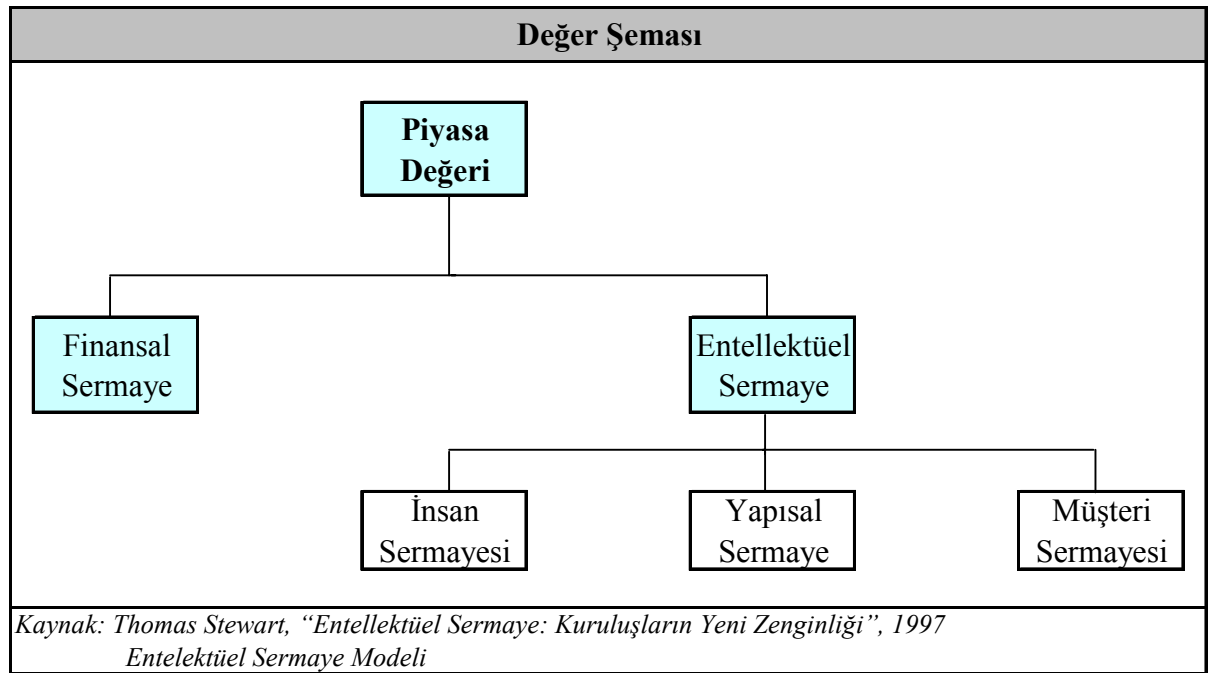 Değer Şeması
Piyasa
Değeri
Finansal
Sermaye
Entellektüel
Sermaye
İnsan
Sermayesi
Yapısal
Sermaye
Müşteri
Sermayesi
Kaynak: Thomas Stewart, “Entellektüel Sermaye: Kuruluşların Yeni Zenginliği”, 1997
Entelektüel Sermaye Modeli